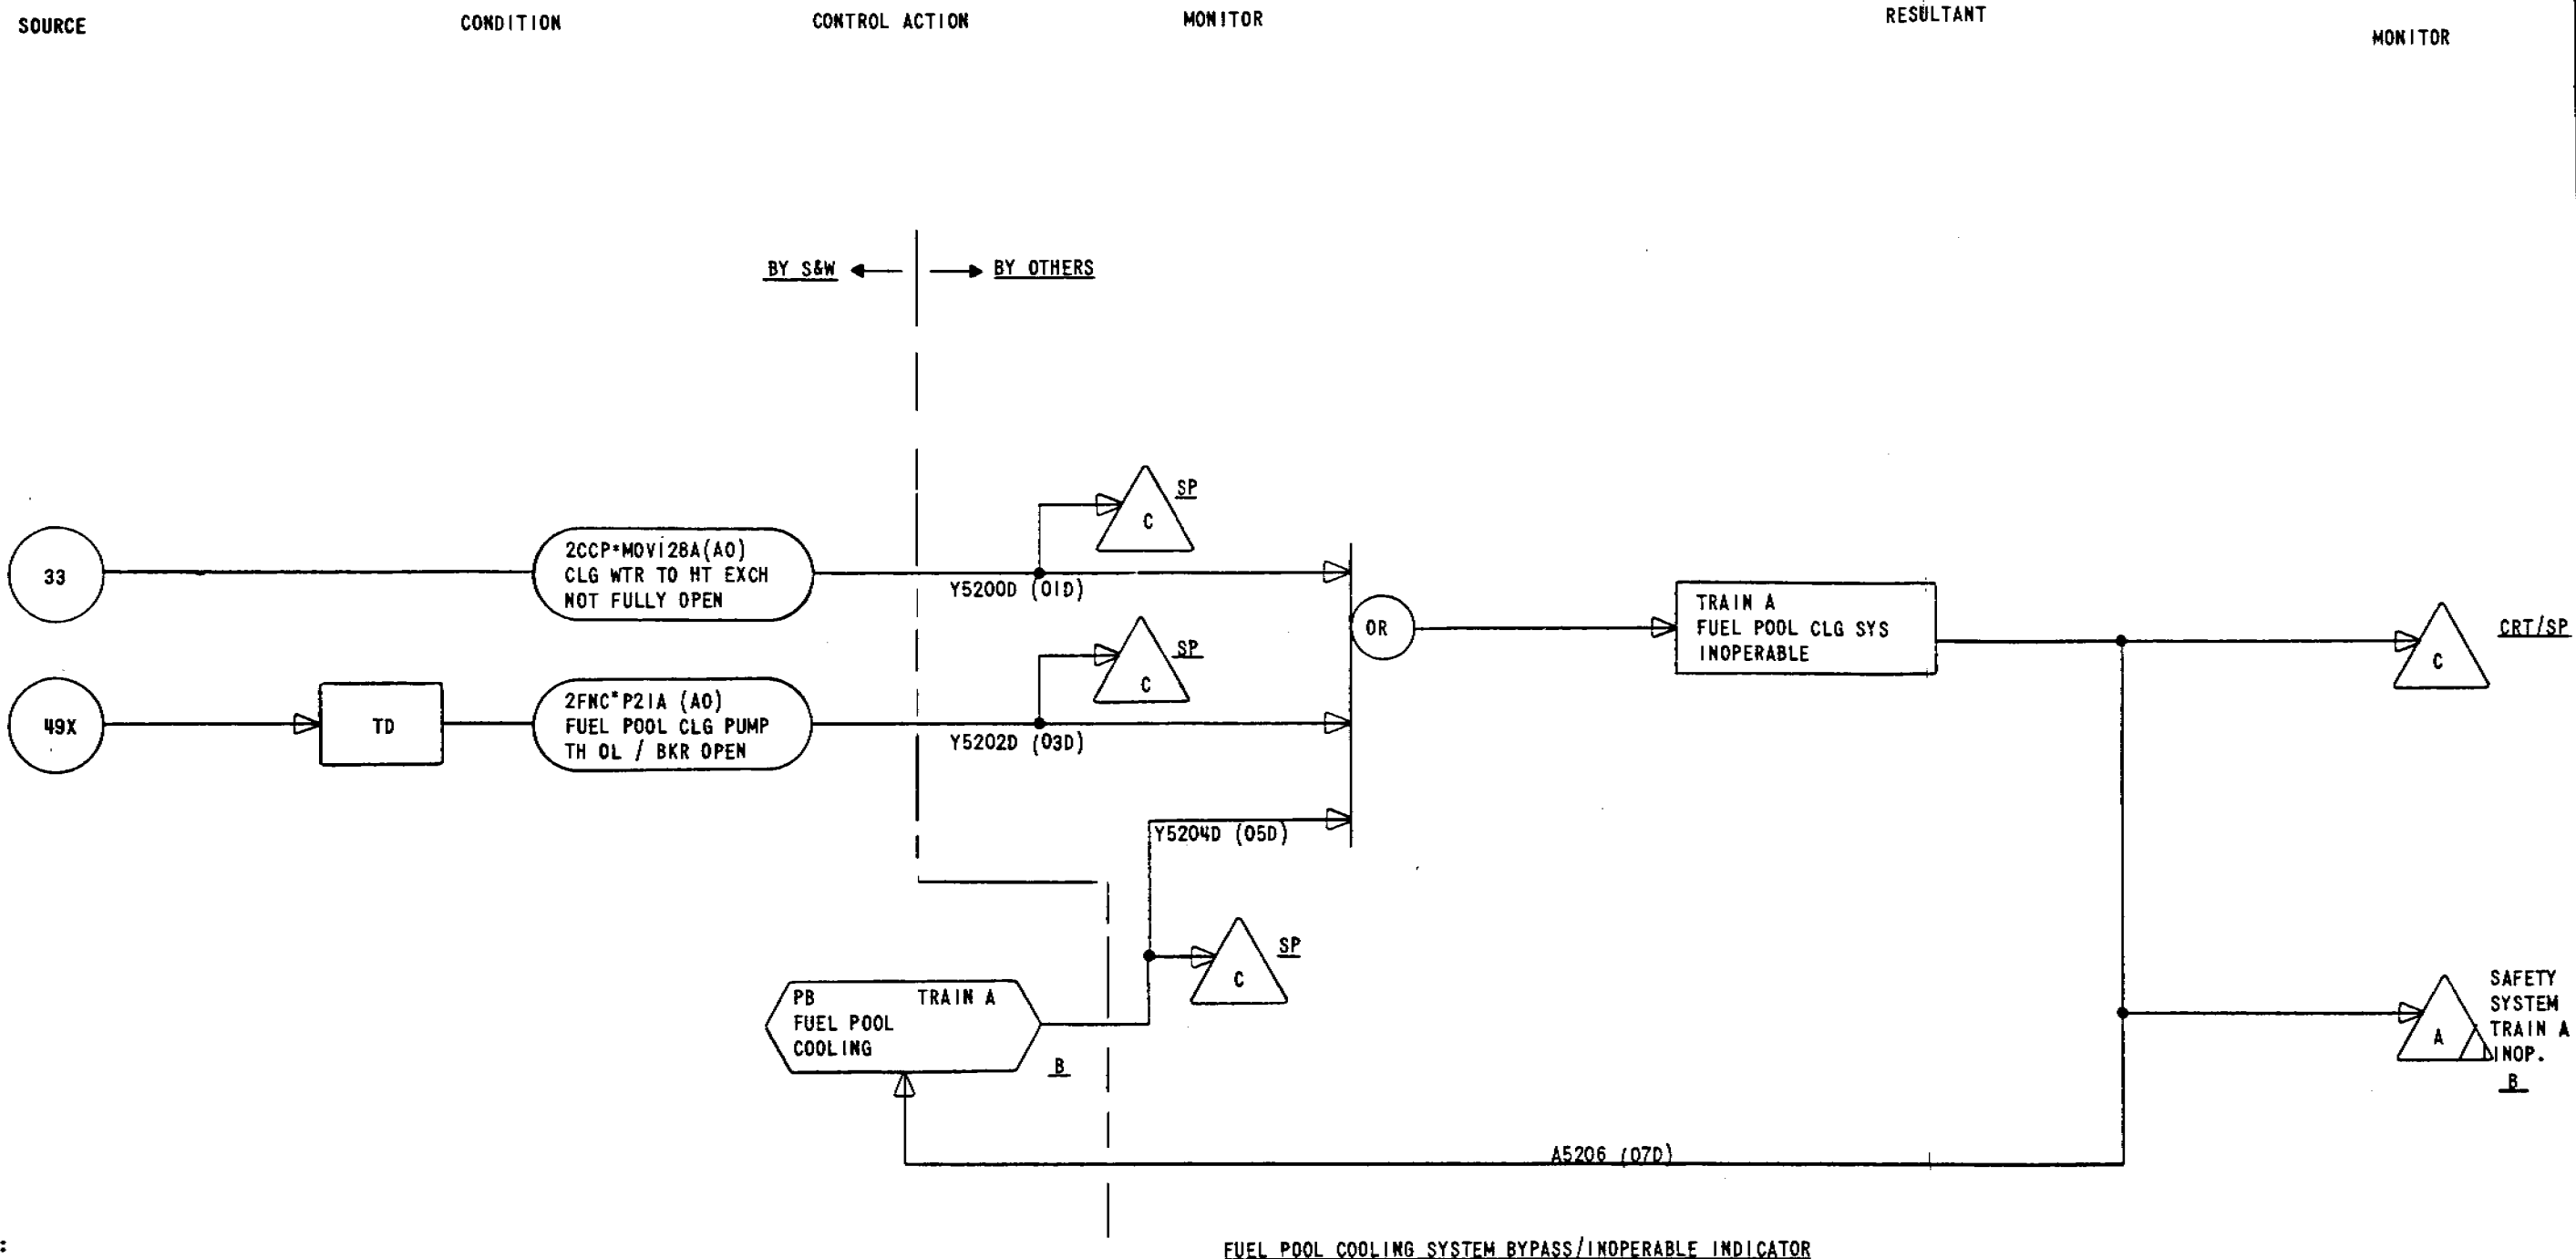 SOURCE
CONDITION
CONTROL ACTION
MONITOR
RESULTANT
MONITOR
BY S&W
BY OTHERS
SP
C
33
2CCP*MOV128A(AO)
CLG WTR TO HT EXCH
NOT FULLY OPEN
Y5200D (01D)
SP
C
OR
TRAIN A
FUEL POOL CLG SYS
INOPERABLE
CRT/SP
C
49X
TD
2FNC*P21A (AO)
FUEL POOL CLG PUMP
TH OL / BKR OPEN
Y5202D (03D)
Y5204D (05D)
SP
C
PB TRAIN A
FUEL POOL
COOLING
B
A
SAFETY
SYSTEM
TRAIN A
INOP.
B
A5206 (07D)
:
FUEL POOL COOLING SYSTEM BYPASS/INOPERABLE INDICATOR